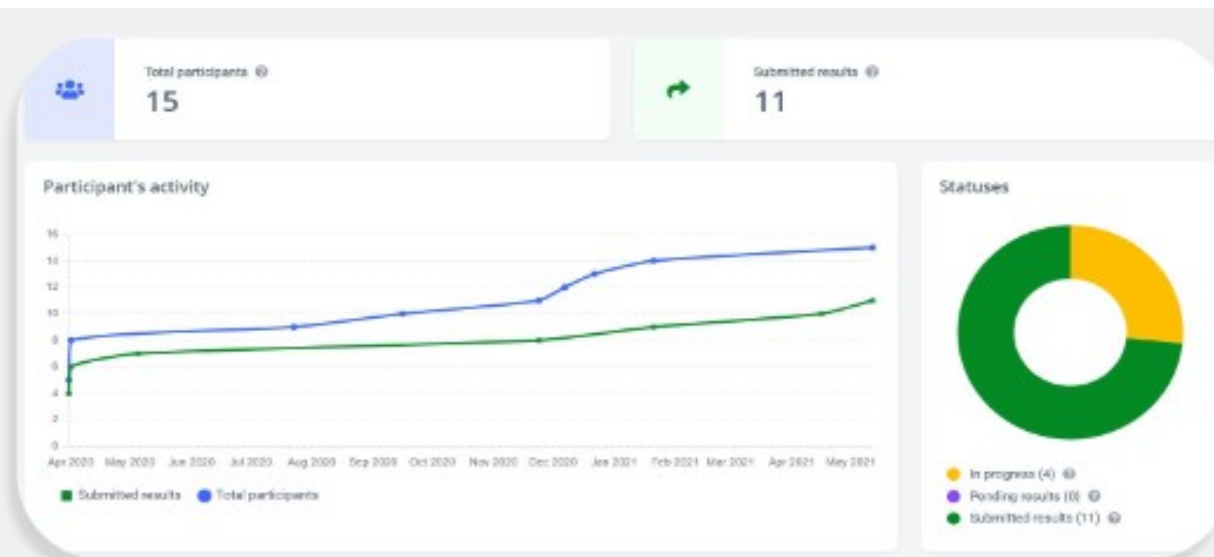 Total participants
15
Submitted results
11
Participant's activity
16
14
12
10
8
6
4
2
0
Apr 2020 May 2020 Jun 2020 Jul 2020 Aug 2020 Sep 2020 Oct 2020 Nov 2020 Dec 2020 Jan 2021 Feb 2021 Mar 2021 Apr 2021 May 2021
Submitted results Total participants
Statuses
In progress (4)
Pending results (0)
Submitted results (11)